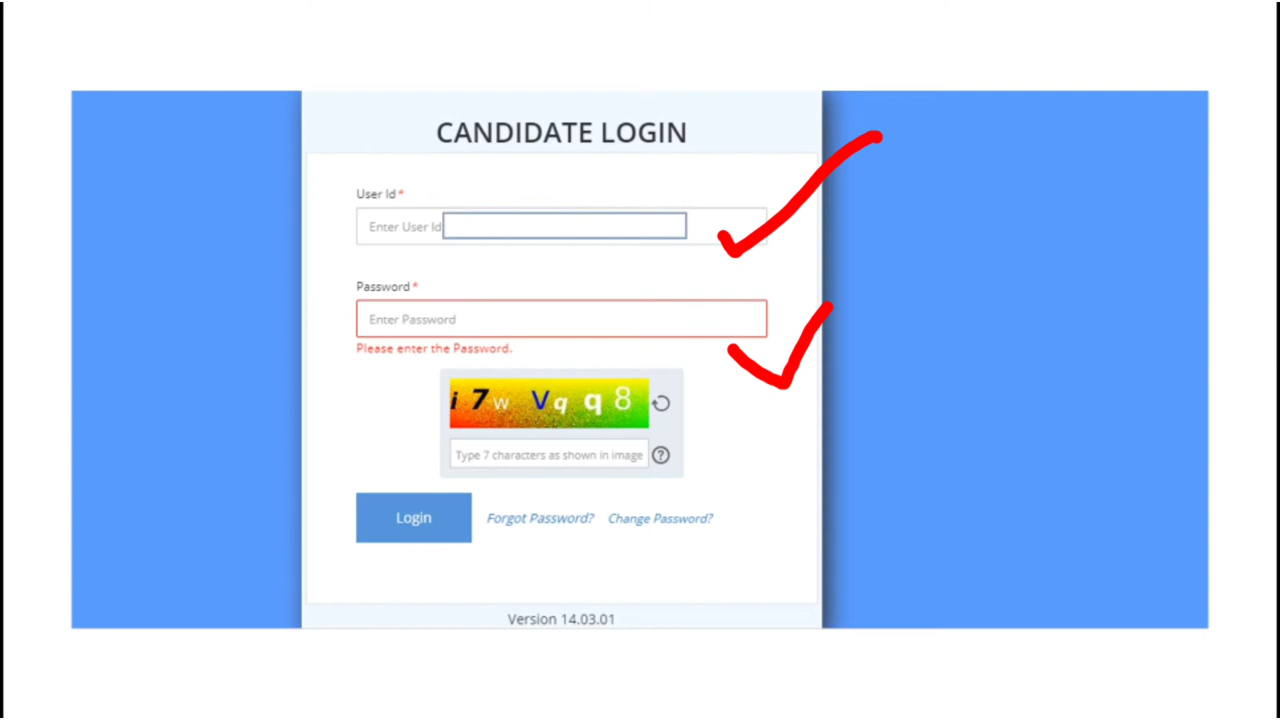 CANDIDATE LOGIN
User Id *
Enter User Id
Password *
Enter Password
Please enter the Password.
i 7 w V q q 8
Type 7 characters as shown in image
?
Login Forgot Password? Change Password?
Version 14.03.01